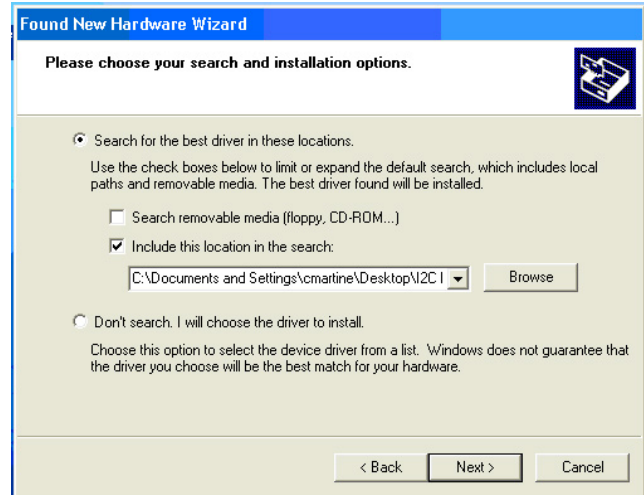 Found New Hardware Wizard
Please choose your search and installation options.
Search for the best driver in these locations.
Use the check boxes below to limit or expand the default search, which includes local
paths and removable media. The best driver found will be installed.
Search removable media (floppy, CD-ROM...)
Include this location in the search:
C:\Documents and Settings\cmartine\Desktop\I2C I
Browse
Don't search. I will choose the driver to install.
Choose this option to select the device driver from a list. Windows does not guarantee that
the driver you choose will be the best match for your hardware.
< Back Next > Cancel